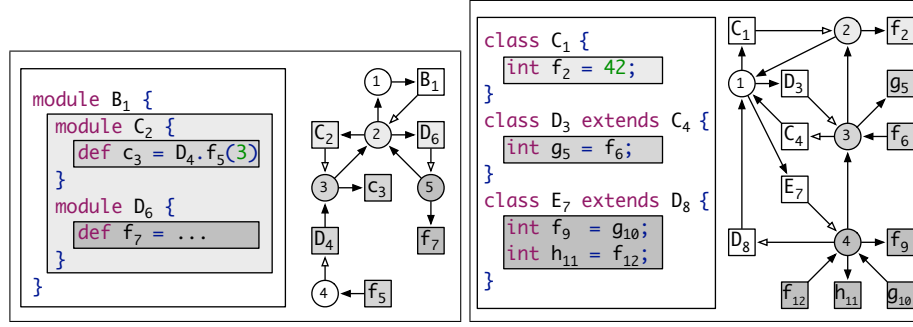 module B₁ {
module C₂ {
def c₃ = D₄.f₅(3)
}
module D₆ {
def f₇ = ...
}
}
1
B₁
C₂
2
D₆
3
c₃
5
D₄
f₇
4
f₅
class C₁ {
int f₂ = 42;
}
class D₃ extends C₄ {
int g₅ = f₆;
}
class E₇ extends D₈ {
int f₉ = g₁₀;
int h₁₁ = f₁₂;
}
C₁
2
f₂
1
D₃
g₅
C₄
3
f₆
E₇
D₈
4
f₉
f₁₂
h₁₁
g₁₀